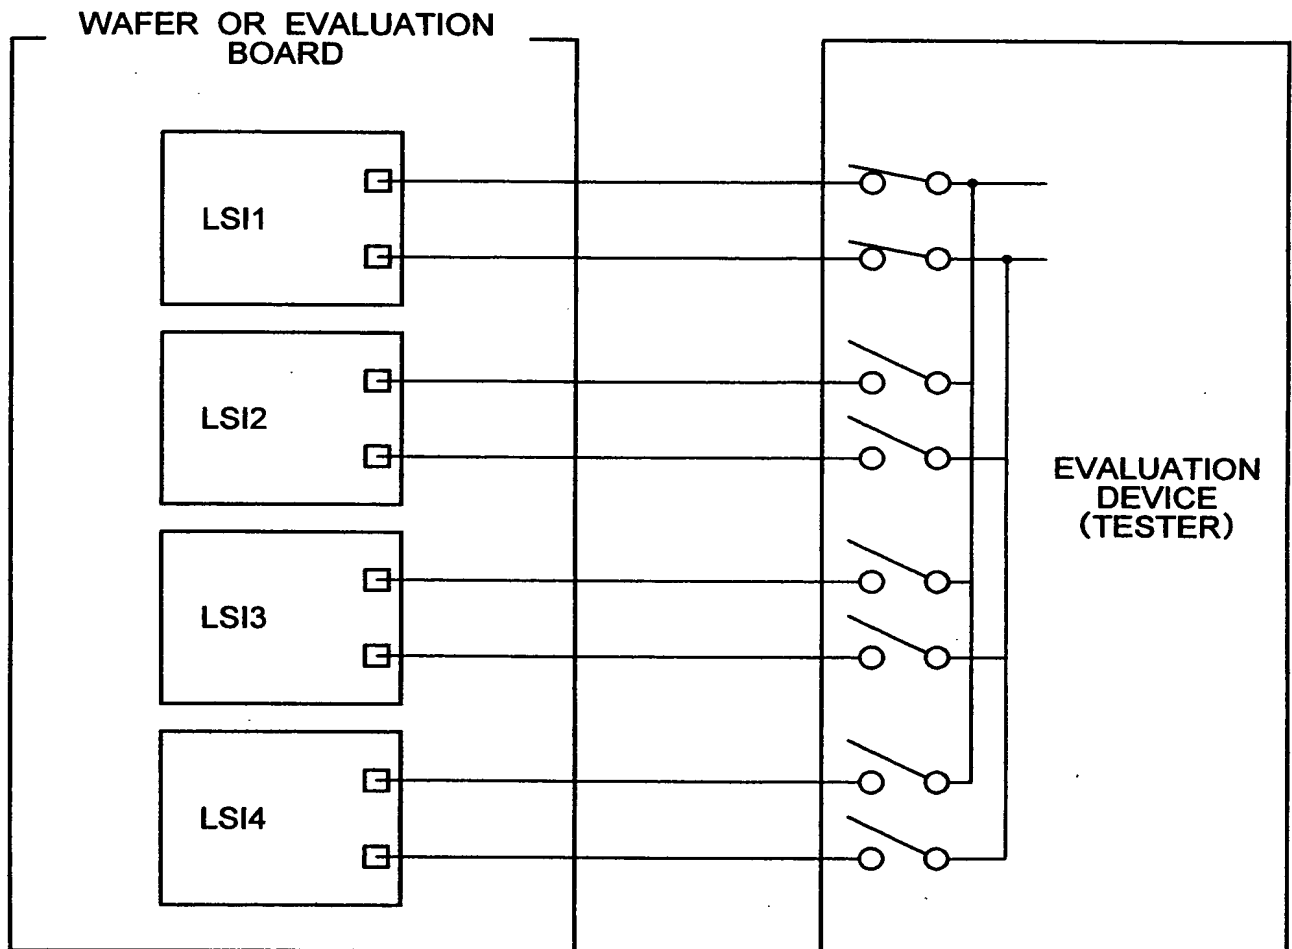 WAFER OR EVALUATION
BOARD
LSI1
LSI2
LSI3
LSI4
EVALUATION
DEVICE
(TESTER)